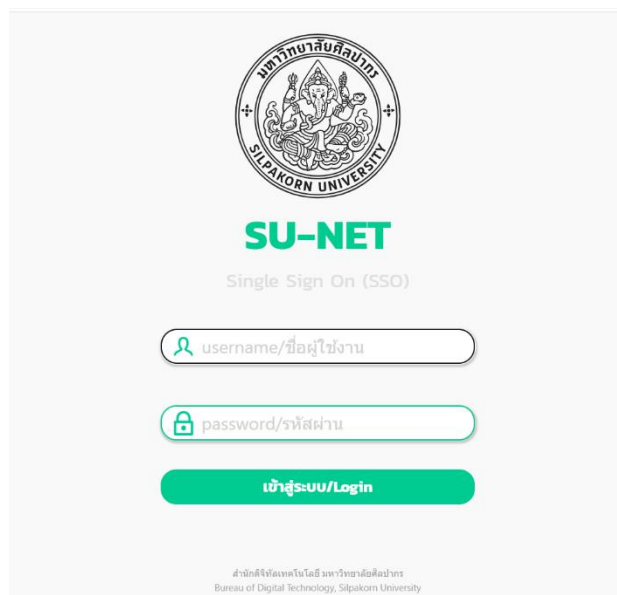 มหาวิทยาลัยศิลปากร
SILPAKORN UNIVERSITY
SU-NET
Single Sign On (SSO)
username/ชื่อผู้ใช้งาน
password/รหัสผ่าน
เข้าสู่ระบบ/Login
สำนักดิจิทัลเทคโนโลยี มหาวิทยาลัยศิลปากร
Bureau of Digital Technology, Silpakorn University